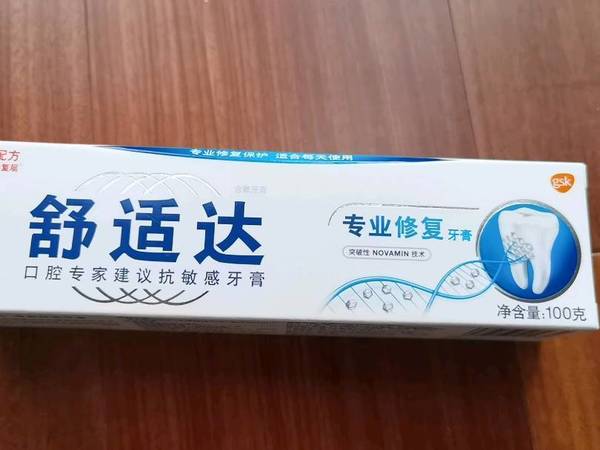 配方
专业修复保护 适合每天使用
舒适达
口腔专家建议抗敏感牙膏
专业修复牙膏
突破性 NOVAMIN 技术
gsk
净含量:100克